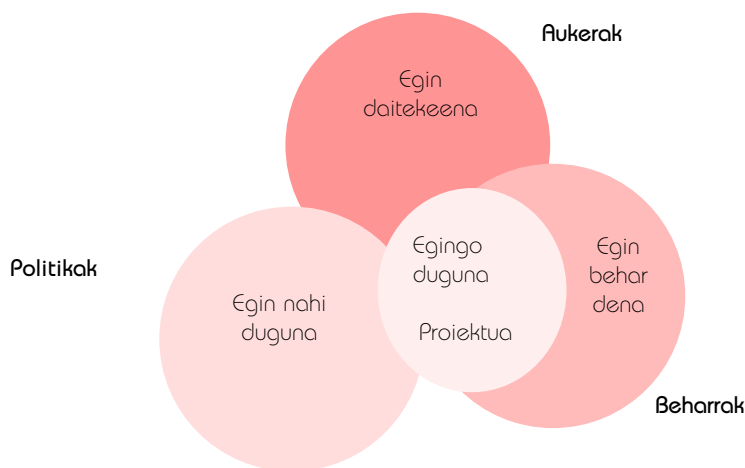 Aukerak
Egin
daitekeena
Egingo
duguna
Proiektua
Egin
behar
dena
Politikak
Egin nahi
duguna
Beharrak